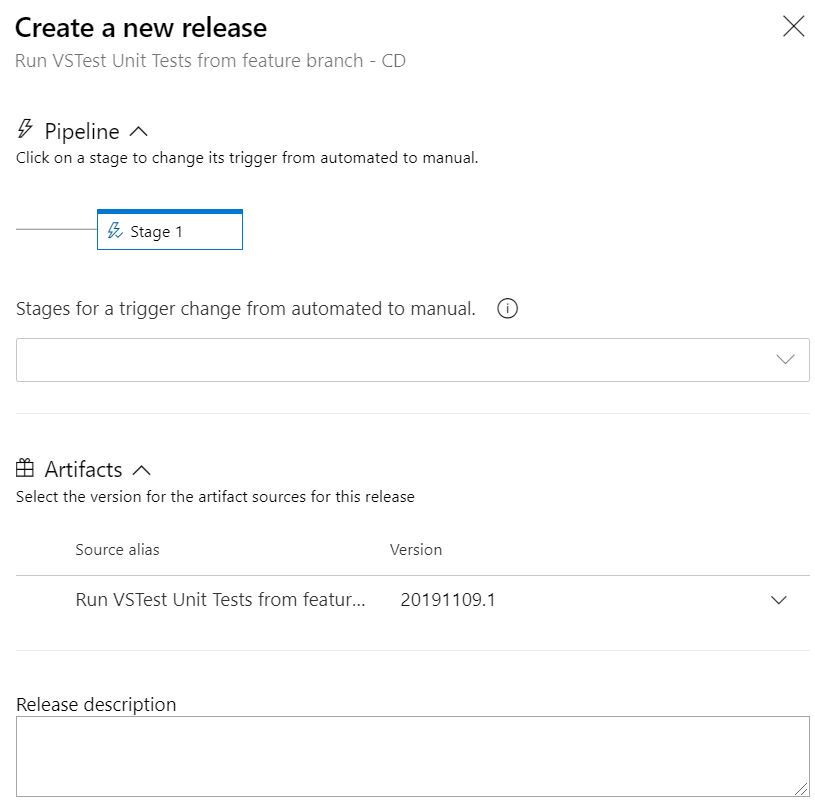 Create a new release
Run VSTest Unit Tests from feature branch - CD
Pipeline
Click on a stage to change its trigger from automated to manual.
Stage 1
Stages for a trigger change from automated to manual.
Artifacts
Select the version for the artifact sources for this release
Source alias Version
Run VSTest Unit Tests from featur... 20191109.1
Release description